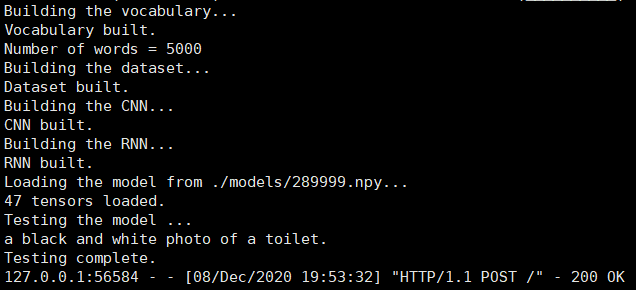 Building the vocabulary...
Vocabulary built.
Number of words = 5000
Building the dataset...
Dataset built.
Building the CNN...
CNN built.
Building the RNN...
RNN built.
Loading the model from ./models/289999.npy...
47 tensors loaded.
Testing the model ...
a black and white photo of a toilet.
Testing complete.
127.0.0.1:56584 - - [08/Dec/2020 19:53:32] "HTTP/1.1 POST /" - 200 OK